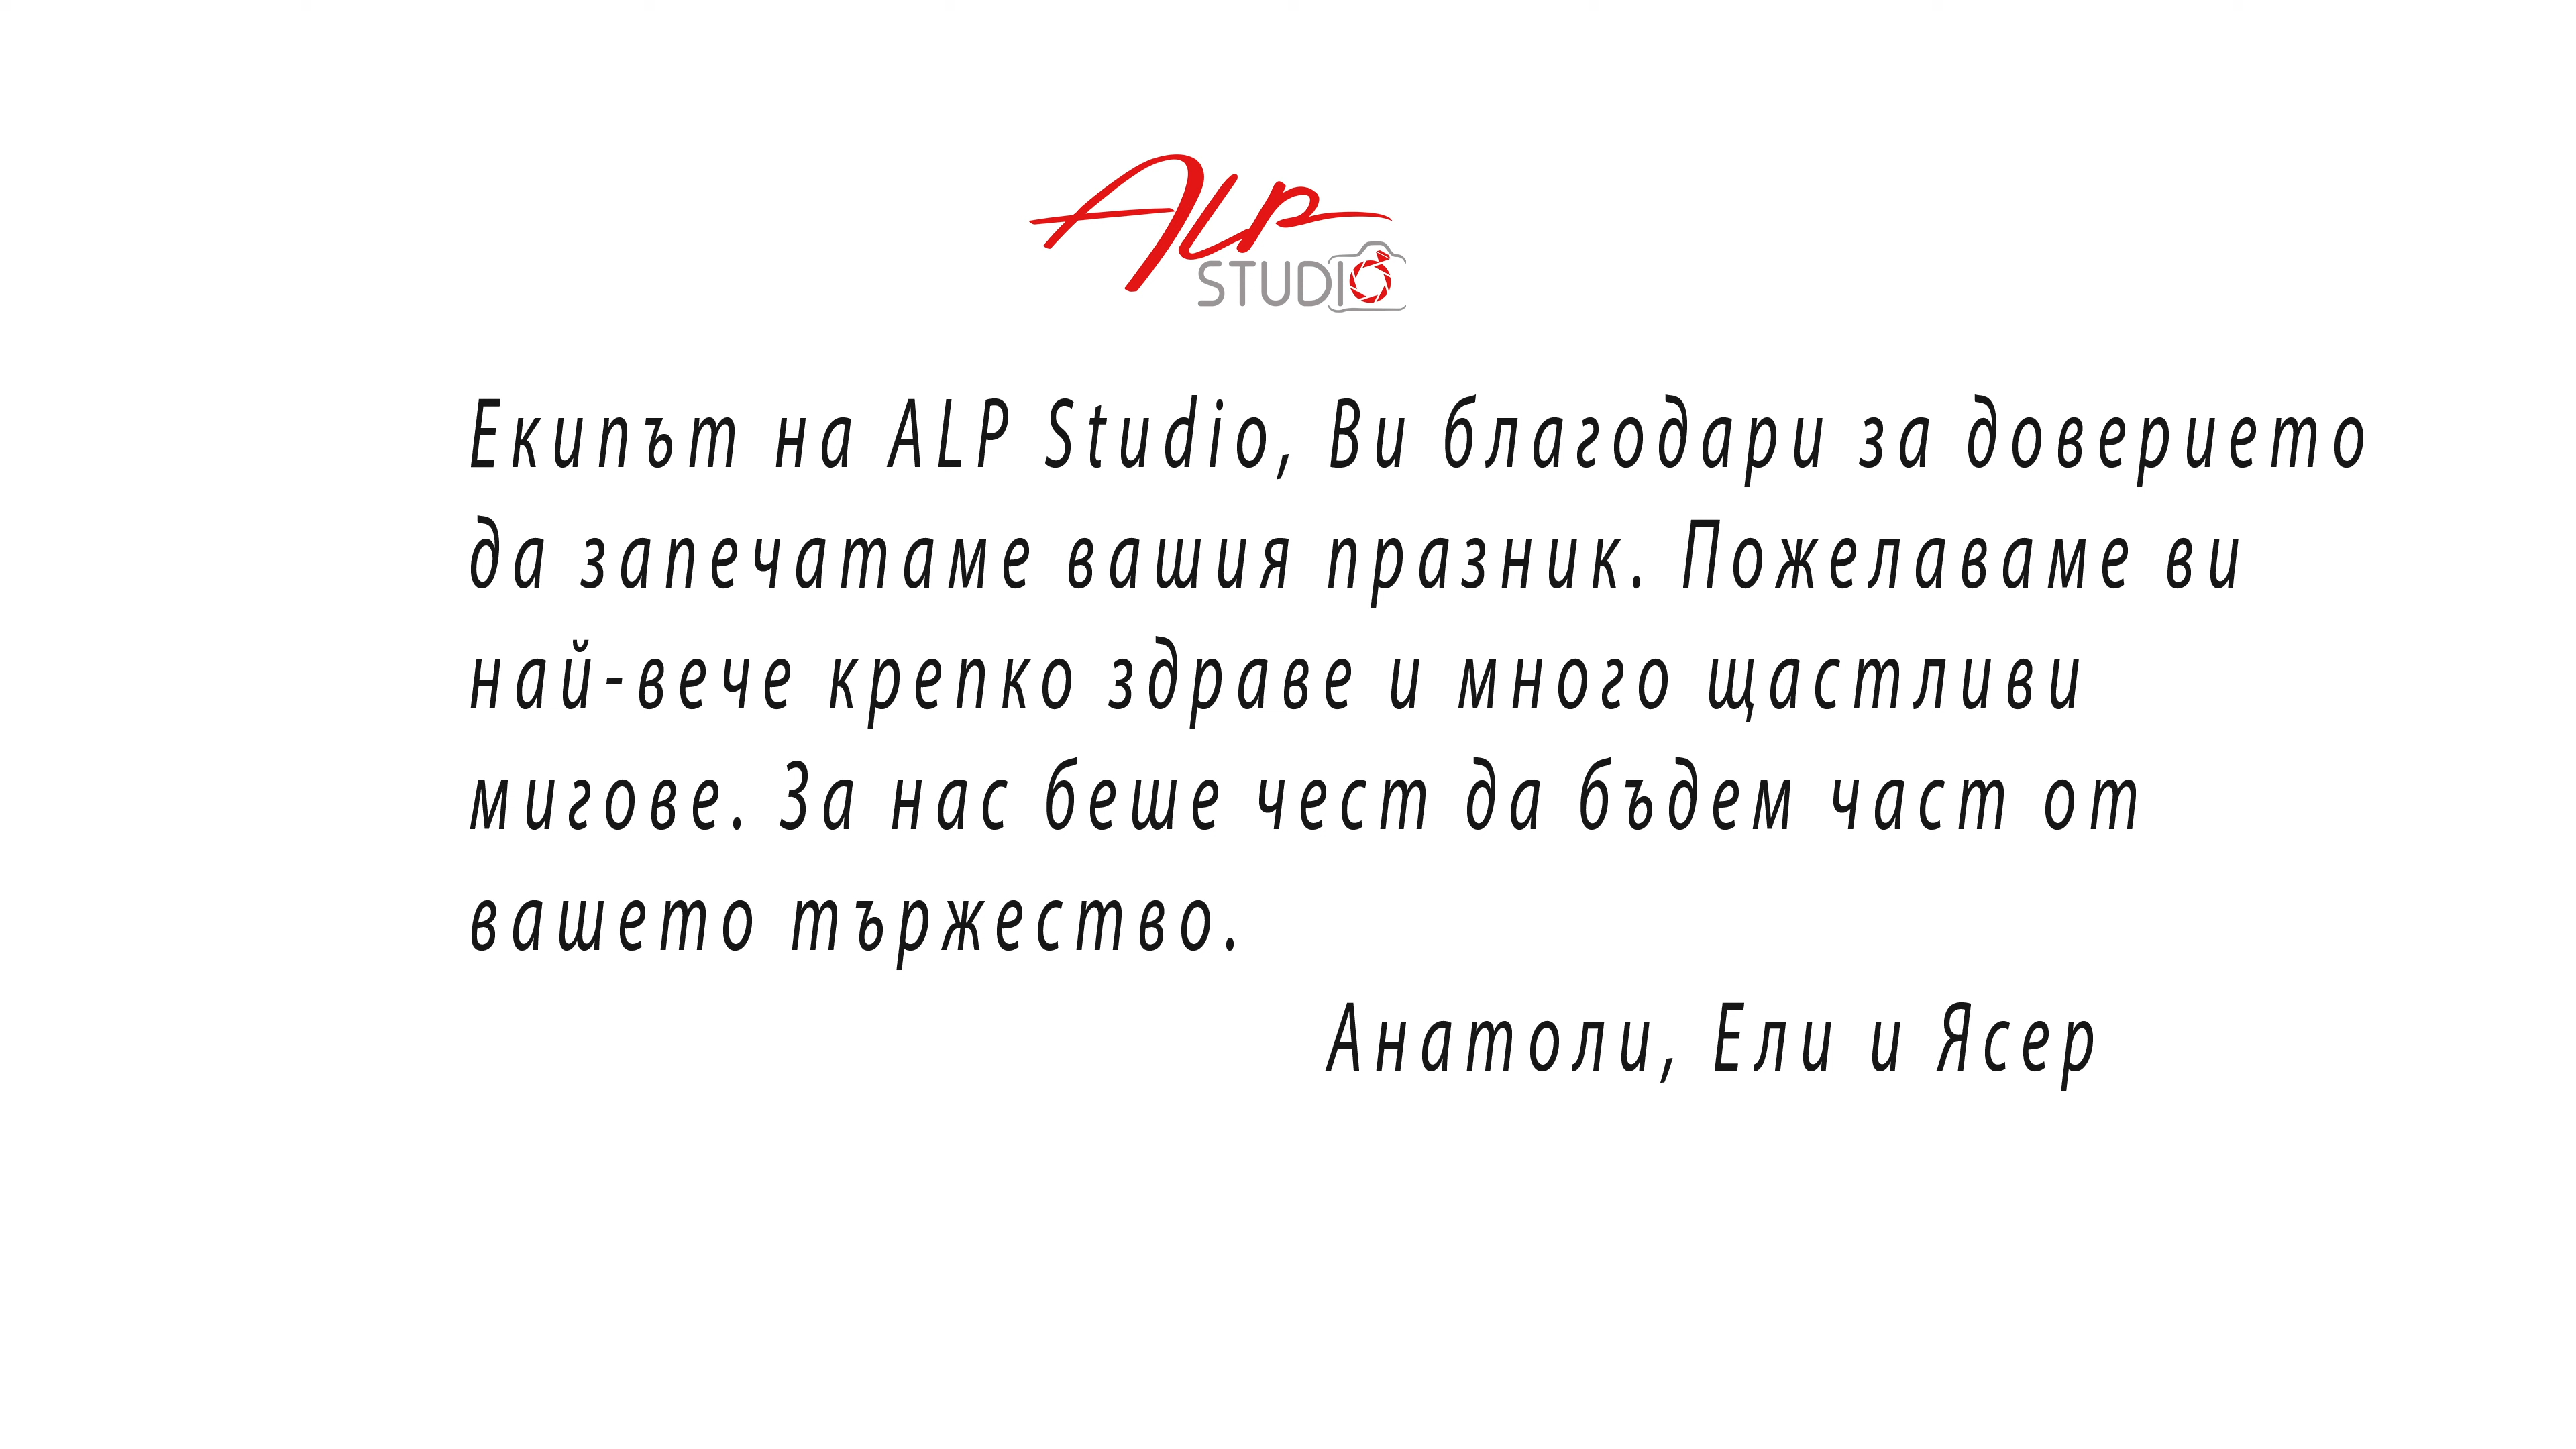 ALP
STUDIO
Екипът на ALP Studio, Ви благодари за доверието
да запечатаме вашия празник. Пожелаваме ви
най-вече крепко здраве и много щастливи
мигове. За нас беше чест да бъдем част от
вашето тържество.
Анатоли, Ели и Ясер